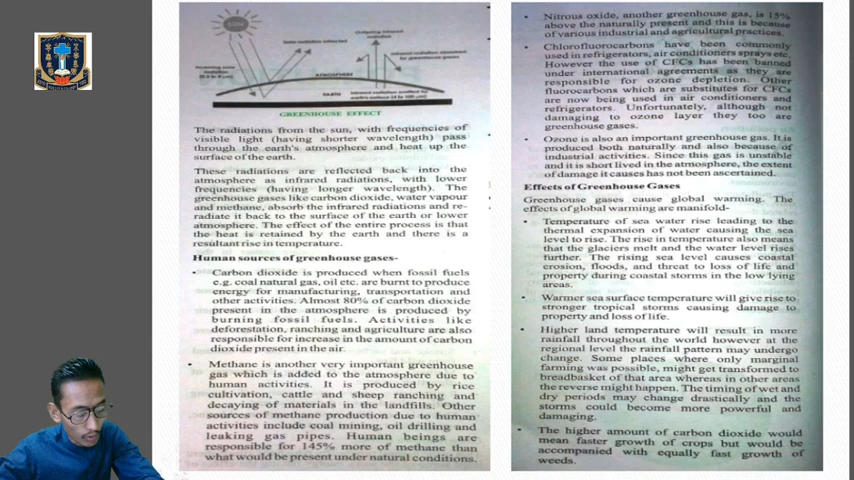 SUN
Outgoing infrared
radiation
ATMOSPHERE
EARTH
GREENHOUSE EFFECT
The radiations from the sun, with frequencies of
visible light (having shorter wavelength) pass
through the earth's atmosphere and heat up the
surface of the earth.
These radiations are reflected back into the
atmosphere as infrared radiations, with lower
frequencies (having longer wavelength). The
greenhouse gases like carbon dioxide, water vapour
and methane, absorb the infrared radiations and re-
radiate it back to the surface of the earth or lower
atmosphere. The effect of the entire process is that
the heat is retained by the earth and there is a
resultant rise in temperature.
Human sources of greenhouse gases-
• Carbon dioxide is produced when fossil fuels
e.g. coal natural gas, oil etc. are burnt to produce
energy for manufacturing, transportation and
other activities. Almost 80% of carbon dioxide
present in the atmosphere is produced by
burning fossil fuels. Activities like
deforestation, ranching and agriculture are also
responsible for increase in the amount of carbon
dioxide present in the air.
• Methane is another very important greenhouse
gas which is added to the atmosphere due to
human activities. It is produced by rice
cultivation, cattle and sheep ranching and
decaying of materials in the landfills. Other
sources of methane production due to human
activities include coal mining, oil drilling and
leaking gas pipes. Human beings are
responsible for 145% more of methane than
what would be present under natural conditions.
• Nitrous oxide, another greenhouse gas, is 15%
above the naturally present and this is because
of various industrial and agricultural practices.
• Chlorofluorocarbons have been commonly
used in refrigerators, air conditioners sprays etc.
However the use of CFCs has been banned
under international agreements as they are
responsible for ozone depletion. Other
fluorocarbons which are substitutes for CFCs
are now being used in air conditioners and
refrigerators. Unfortunately, although not
damaging to ozone layer they too are
greenhouse gases.
• Ozone is also an important greenhouse gas. It is
produced both naturally and also because of
industrial activities. Since this gas is unstable
and it is short lived in the atmosphere, the extent
of damage it causes has not been ascertained.
Effects of Greenhouse Gases
Greenhouse gases cause global warming. The
effects of global warming are manifold-
• Temperature of sea water rise leading to the
thermal expansion of water causing the sea
level to rise. The rise in temperature also means
that the glaciers melt and the water level rises
further. The rising sea level causes coastal
erosion, floods, and threat to loss of life and
property during coastal storms in the low lying
areas.
• Warmer sea surface temperature will give rise to
stronger tropical storms causing damage to
property and loss of life.
• Higher land temperature will result in more
rainfall throughout the world however at the
regional level the rainfall pattern may undergo
change. Some places where only marginal
farming was possible, might get transformed to
breadbasket of that area whereas in other areas
the reverse might happen. The timing of wet and
dry periods may change drastically and the
storms could become more powerful and
damaging.
• The higher amount of carbon dioxide would
mean faster growth of crops but would be
accompanied with equally fast growth of
weeds.